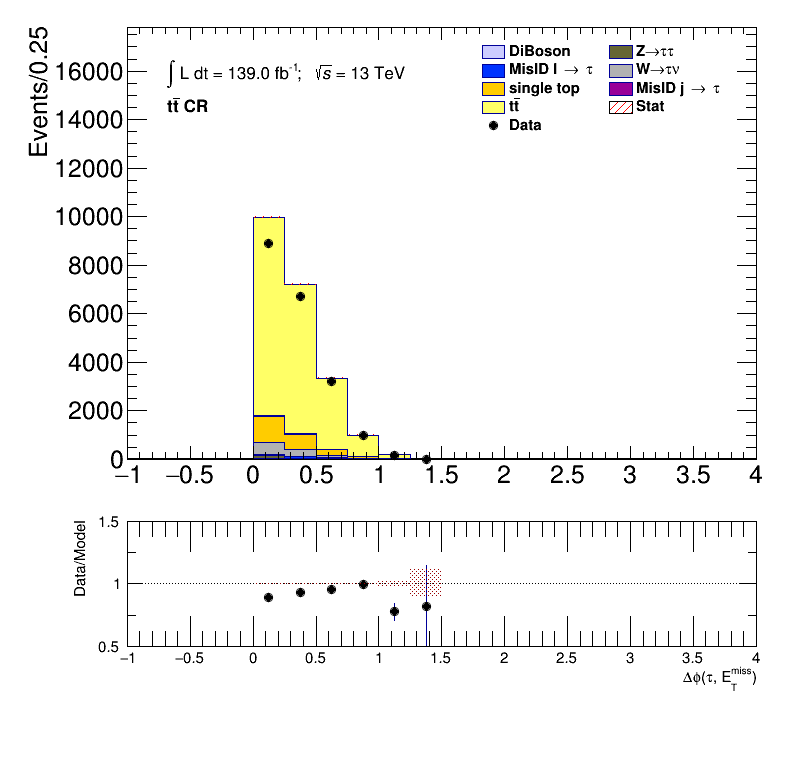 Events/0.25
∫ L dt = 139.0 fb⁻¹; √s = 13 TeV
tt̄ CR
DiBoson
MisID l → τ
single top
tt̄
Data
Z→ττ
W→τν
MisID j → τ
Stat
16000
14000
12000
10000
8000
6000
4000
2000
0
−1 −0.5 0 0.5 1 1.5 2 2.5 3 3.5 4
Data/Model
1.5
1
0.5
−1 −0.5 0 0.5 1 1.5 2 2.5 3 3.5 4
Δϕ(τ, E_T^miss)